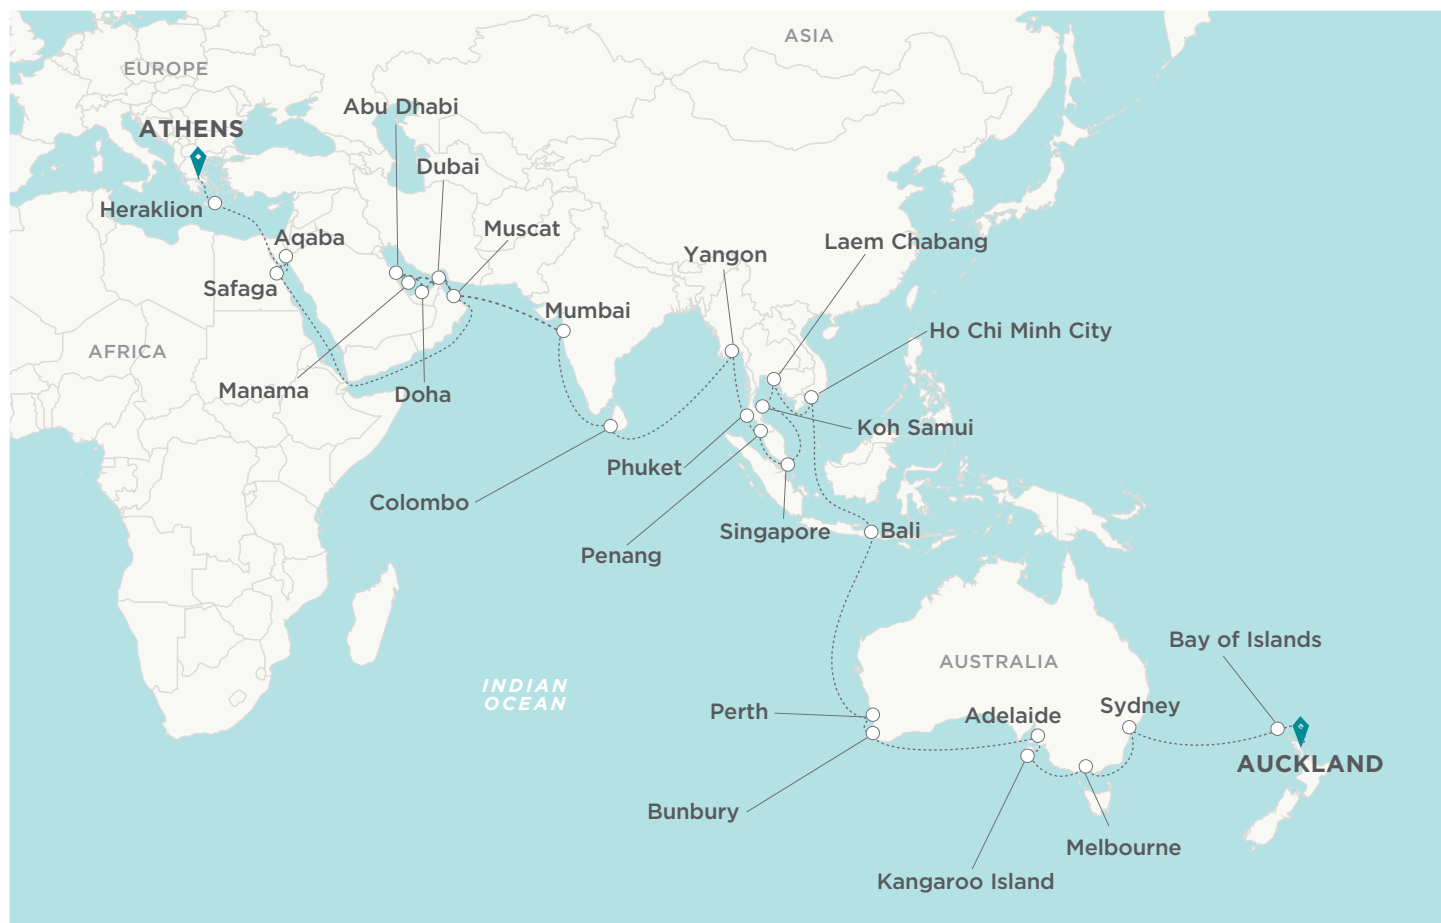 ASIA
EUROPE
Abu Dhabi
ATHENS
Dubai
Heraklion
Muscat
Aqaba
Laem Chabang
Yangon
Safaga
Mumbai
Ho Chi Minh City
AFRICA
Manama
Doha
Koh Samui
Phuket
Colombo
Singapore
Bali
Penang
Bay of Islands
AUSTRALIA
INDIAN
OCEAN
Perth
Adelaide
Sydney
AUCKLAND
Bunbury
Melbourne
Kangaroo Island